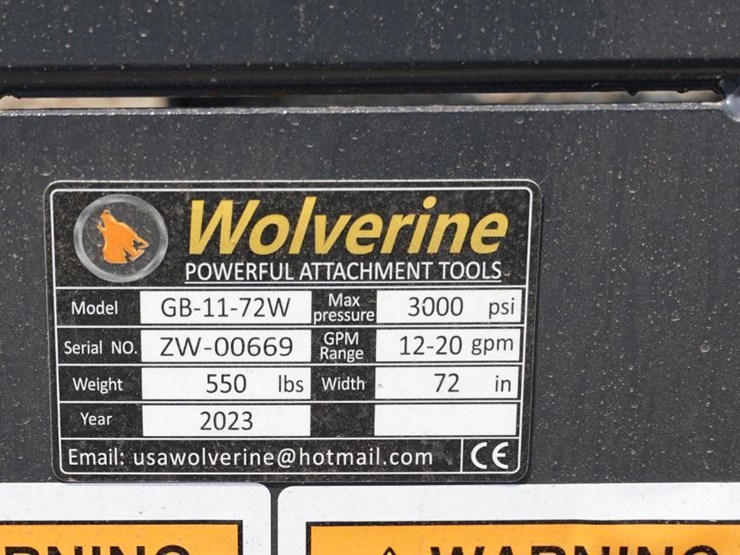 Wolverine
POWERFUL ATTACHMENT TOOLS
Model GB-11-72W Max pressure 3000 psi
Serial NO. ZW-00669 GPM Range 12-20 gpm
Weight 550 lbs Width 72 in
Year 2023
Email: usawolverine@hotmail.com CE
WARNING